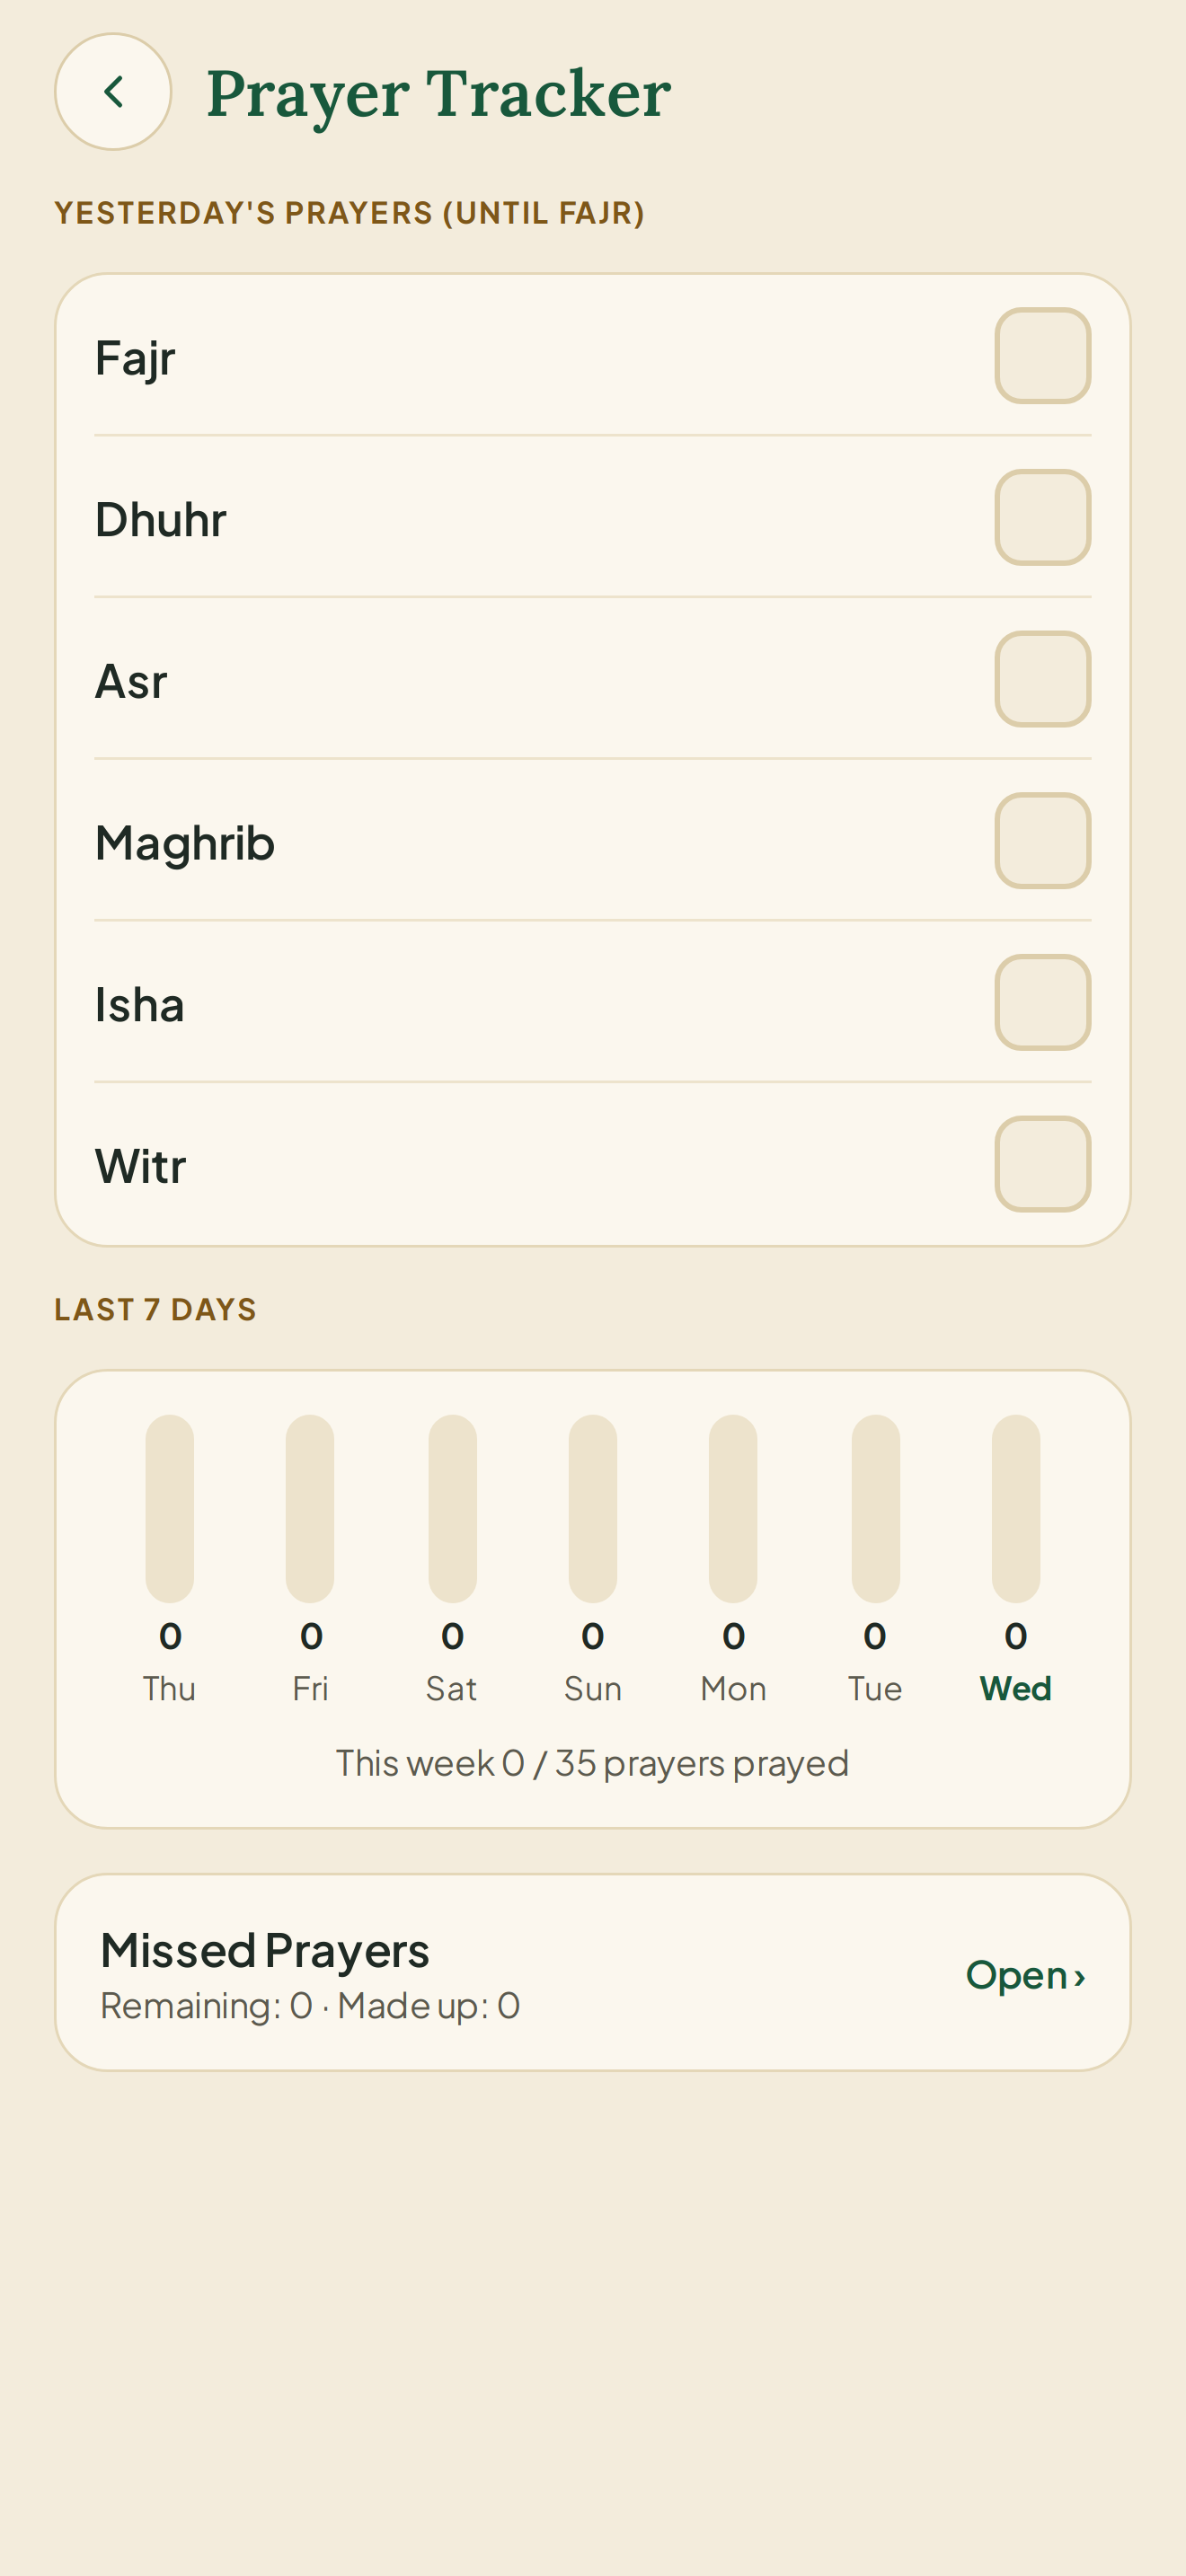 Prayer Tracker
YESTERDAY'S PRAYERS (UNTIL FAJR)
Fajr
Dhuhr
Asr
Maghrib
Isha
Witr
LAST 7 DAYS
0 0 0 0 0 0 0
Thu Fri Sat Sun Mon Tue Wed
This week 0 / 35 prayers prayed
Missed Prayers
Remaining: 0 · Made up: 0
Open ›